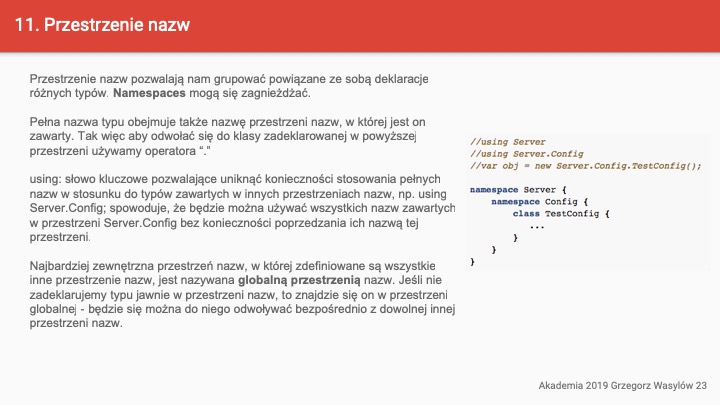 11. Przestrzenie nazw
Przestrzenie nazw pozwalają nam grupować powiązane ze sobą deklaracje
różnych typów. Namespaces mogą się zagnieżdżać.
Pełna nazwa typu obejmuje także nazwę przestrzeni nazw, w której jest on
zawarty. Tak więc aby odwołać się do klasy zadeklarowanej w powyższej
przestrzeni używamy operatora “.”
using: słowo kluczowe pozwalające uniknąć konieczności stosowania pełnych
nazw w stosunku do typów zawartych w innych przestrzeniach nazw, np. using
Server.Config; spowoduje, że będzie można używać wszystkich nazw zawartych
w przestrzeni Server.Config bez konieczności poprzedzania ich nazwą tej
przestrzeni.
Najbardziej zewnętrzna przestrzeń nazw, w której zdefiniowane są wszystkie
inne przestrzenie nazw, jest nazywana globalną przestrzenią nazw. Jeśli nie
zadeklarujemy typu jawnie w przestrzeni nazw, to znajdzie się on w przestrzeni
globalnej - będzie się można do niego odwoływać bezpośrednio z dowolnej innej
przestrzeni nazw.
//using Server
//using Server.Config
//var obj = new Server.Config.TestConfig();
namespace Server {
namespace Config {
class TestConfig {
...
}
}
}
Akademia 2019 Grzegorz Wasylów 23